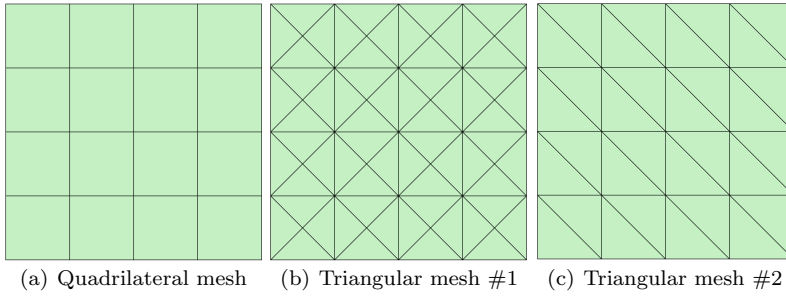 (a) Quadrilateral mesh
(b) Triangular mesh #1
(c) Triangular mesh #2